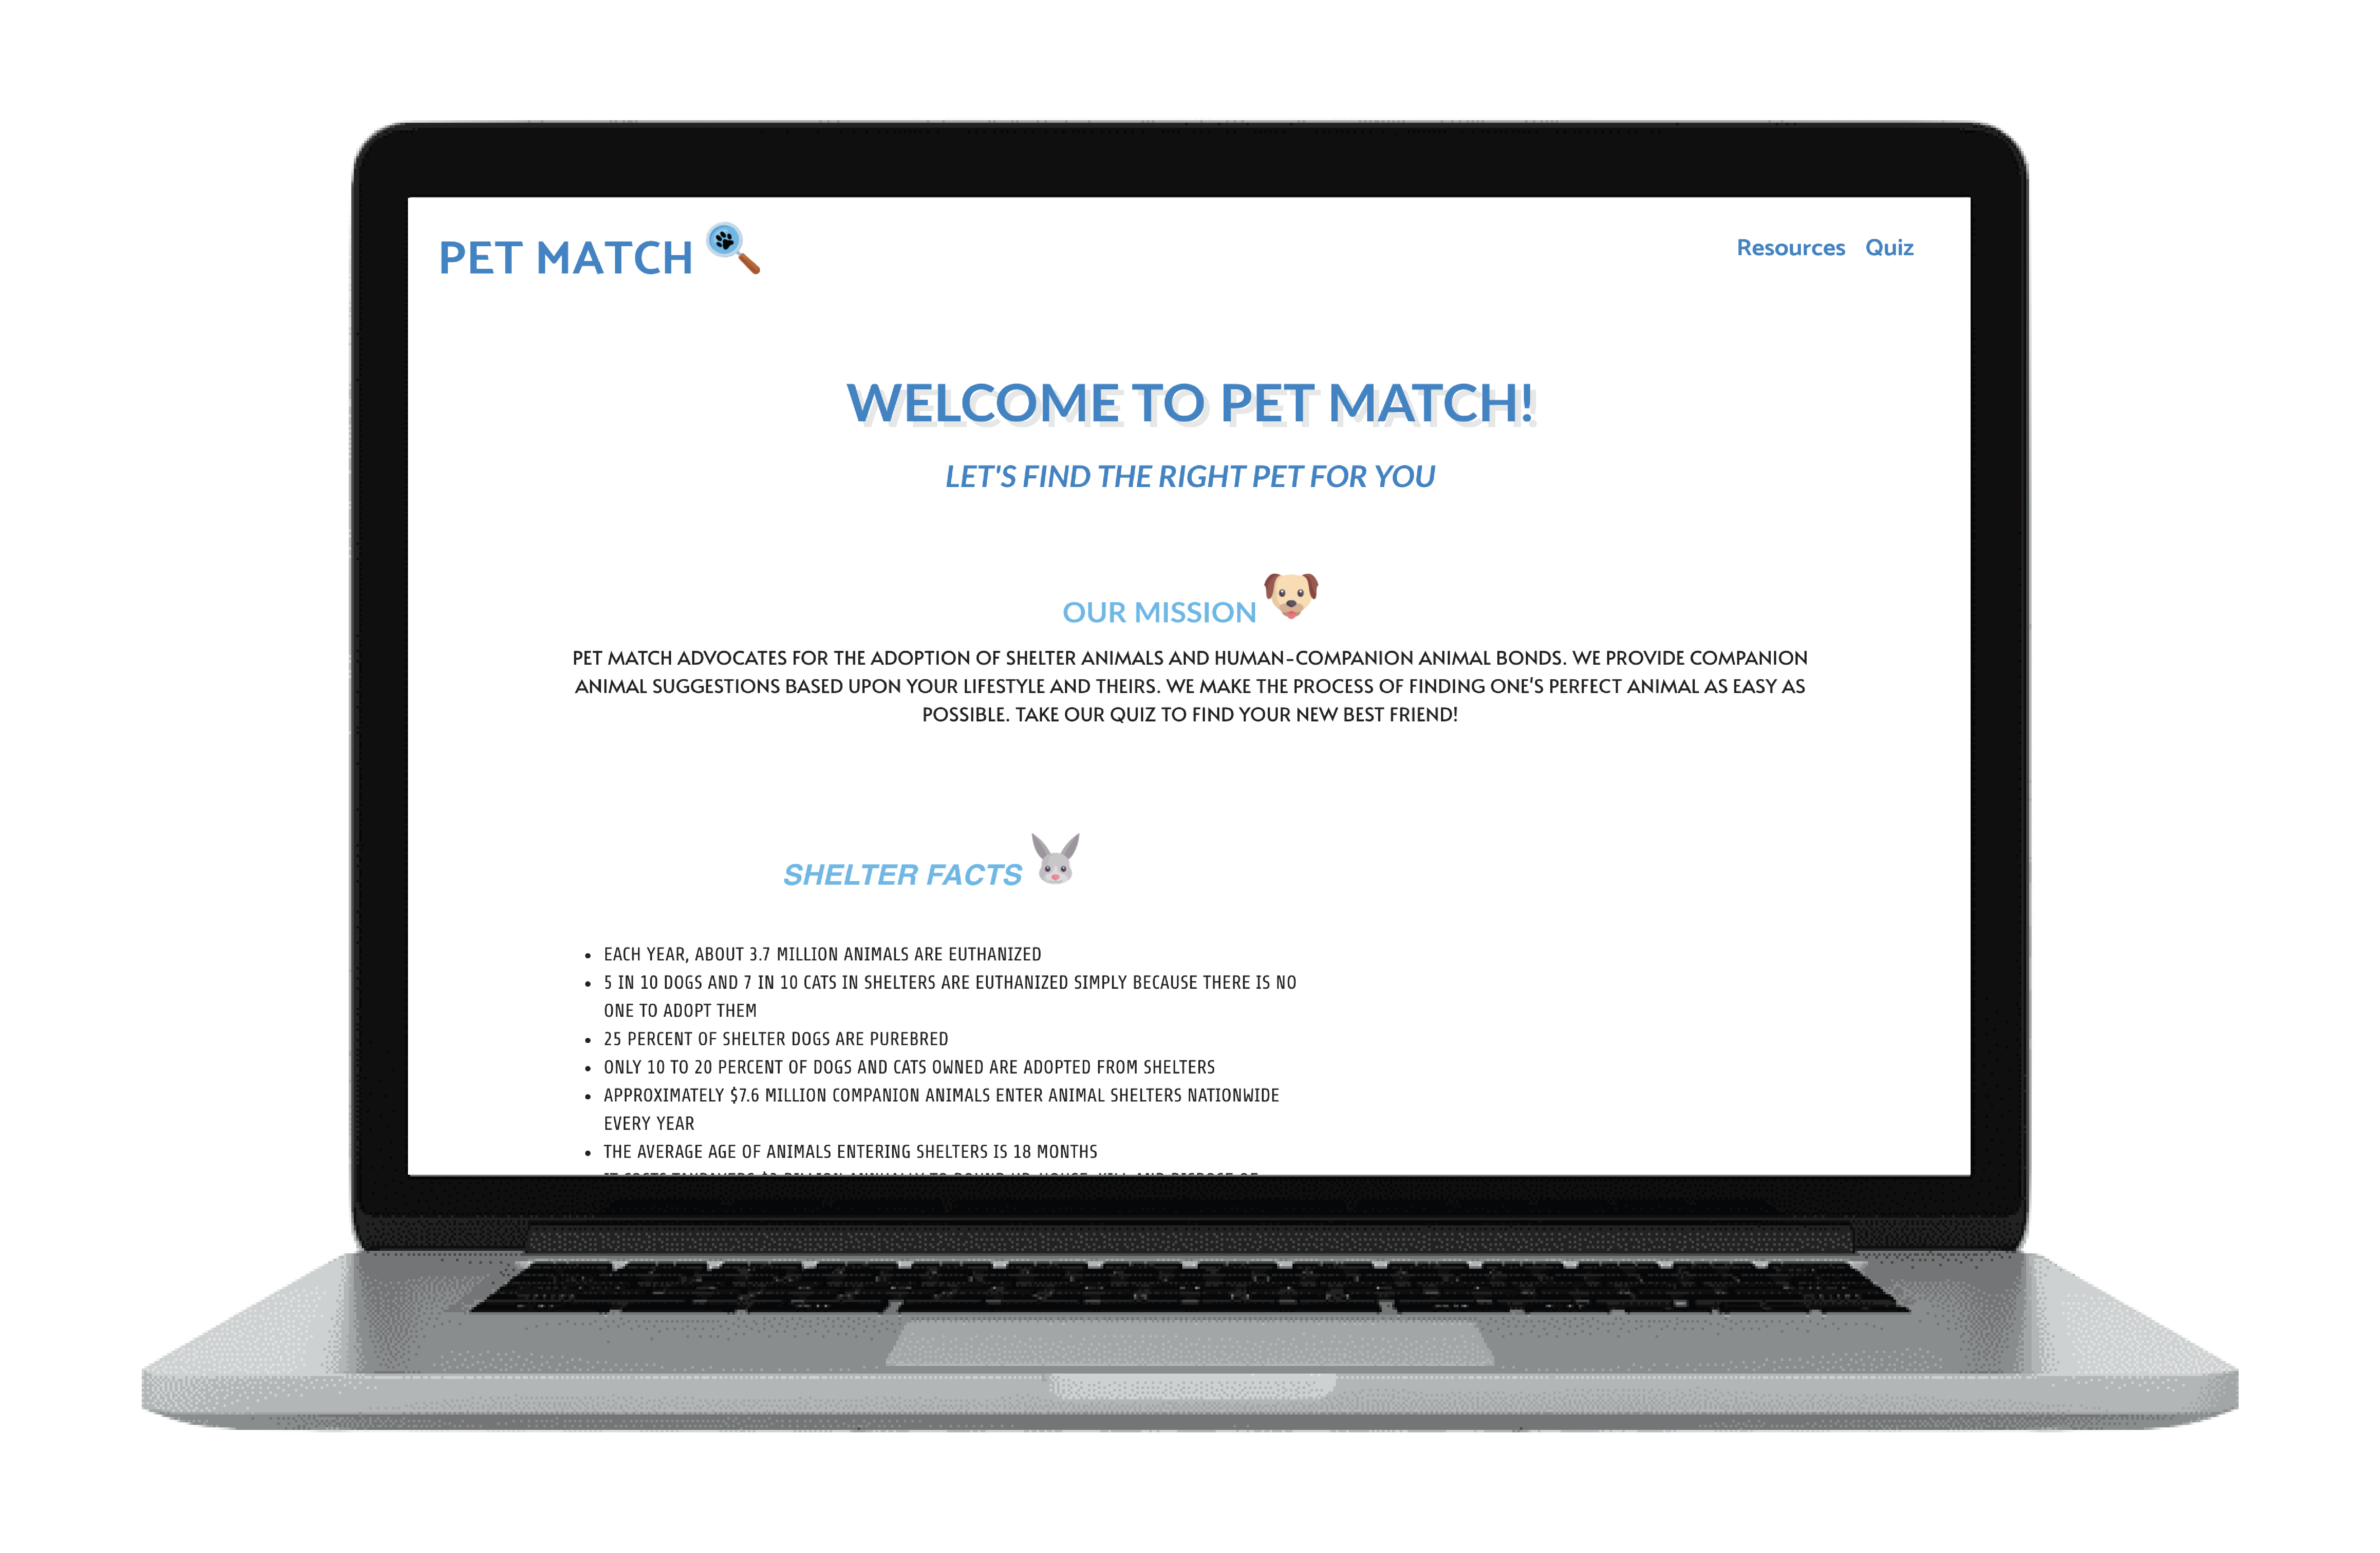 PET MATCH
Resources Quiz
WELCOME TO PET MATCH!
LET'S FIND THE RIGHT PET FOR YOU
OUR MISSION
PET MATCH ADVOCATES FOR THE ADOPTION OF SHELTER ANIMALS AND HUMAN-COMPANION ANIMAL BONDS. WE PROVIDE COMPANION
ANIMAL SUGGESTIONS BASED UPON YOUR LIFESTYLE AND THEIRS. WE MAKE THE PROCESS OF FINDING ONE'S PERFECT ANIMAL AS EASY AS
POSSIBLE. TAKE OUR QUIZ TO FIND YOUR NEW BEST FRIEND!
SHELTER FACTS
• EACH YEAR, ABOUT 3.7 MILLION ANIMALS ARE EUTHANIZED
• 5 IN 10 DOGS AND 7 IN 10 CATS IN SHELTERS ARE EUTHANIZED SIMPLY BECAUSE THERE IS NO
ONE TO ADOPT THEM
• 25 PERCENT OF SHELTER DOGS ARE PUREBRED
• ONLY 10 TO 20 PERCENT OF DOGS AND CATS OWNED ARE ADOPTED FROM SHELTERS
• APPROXIMATELY $7.6 MILLION COMPANION ANIMALS ENTER ANIMAL SHELTERS NATIONWIDE
EVERY YEAR
• THE AVERAGE AGE OF ANIMALS ENTERING SHELTERS IS 18 MONTHS